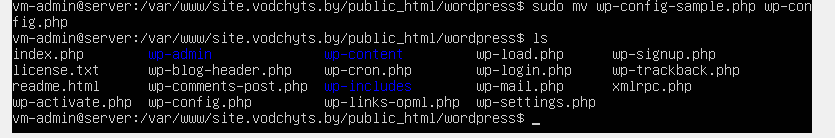 vm-admin@server:/var/www/site.vodchyts.by/public_html/wordpress$ sudo mv wp-config-sample.php wp-con
fig.php
vm-admin@server:/var/www/site.vodchyts.by/public_html/wordpress$ ls
index.php wp-admin wp-content wp-load.php wp-signup.php
license.txt wp-blog-header.php wp-cron.php wp-login.php wp-trackback.php
readme.html wp-comments-post.php wp-includes wp-mail.php xmlrpc.php
wp-activate.php wp-config.php wp-links-opml.php wp-settings.php
vm-admin@server:/var/www/site.vodchyts.by/public_html/wordpress$ _